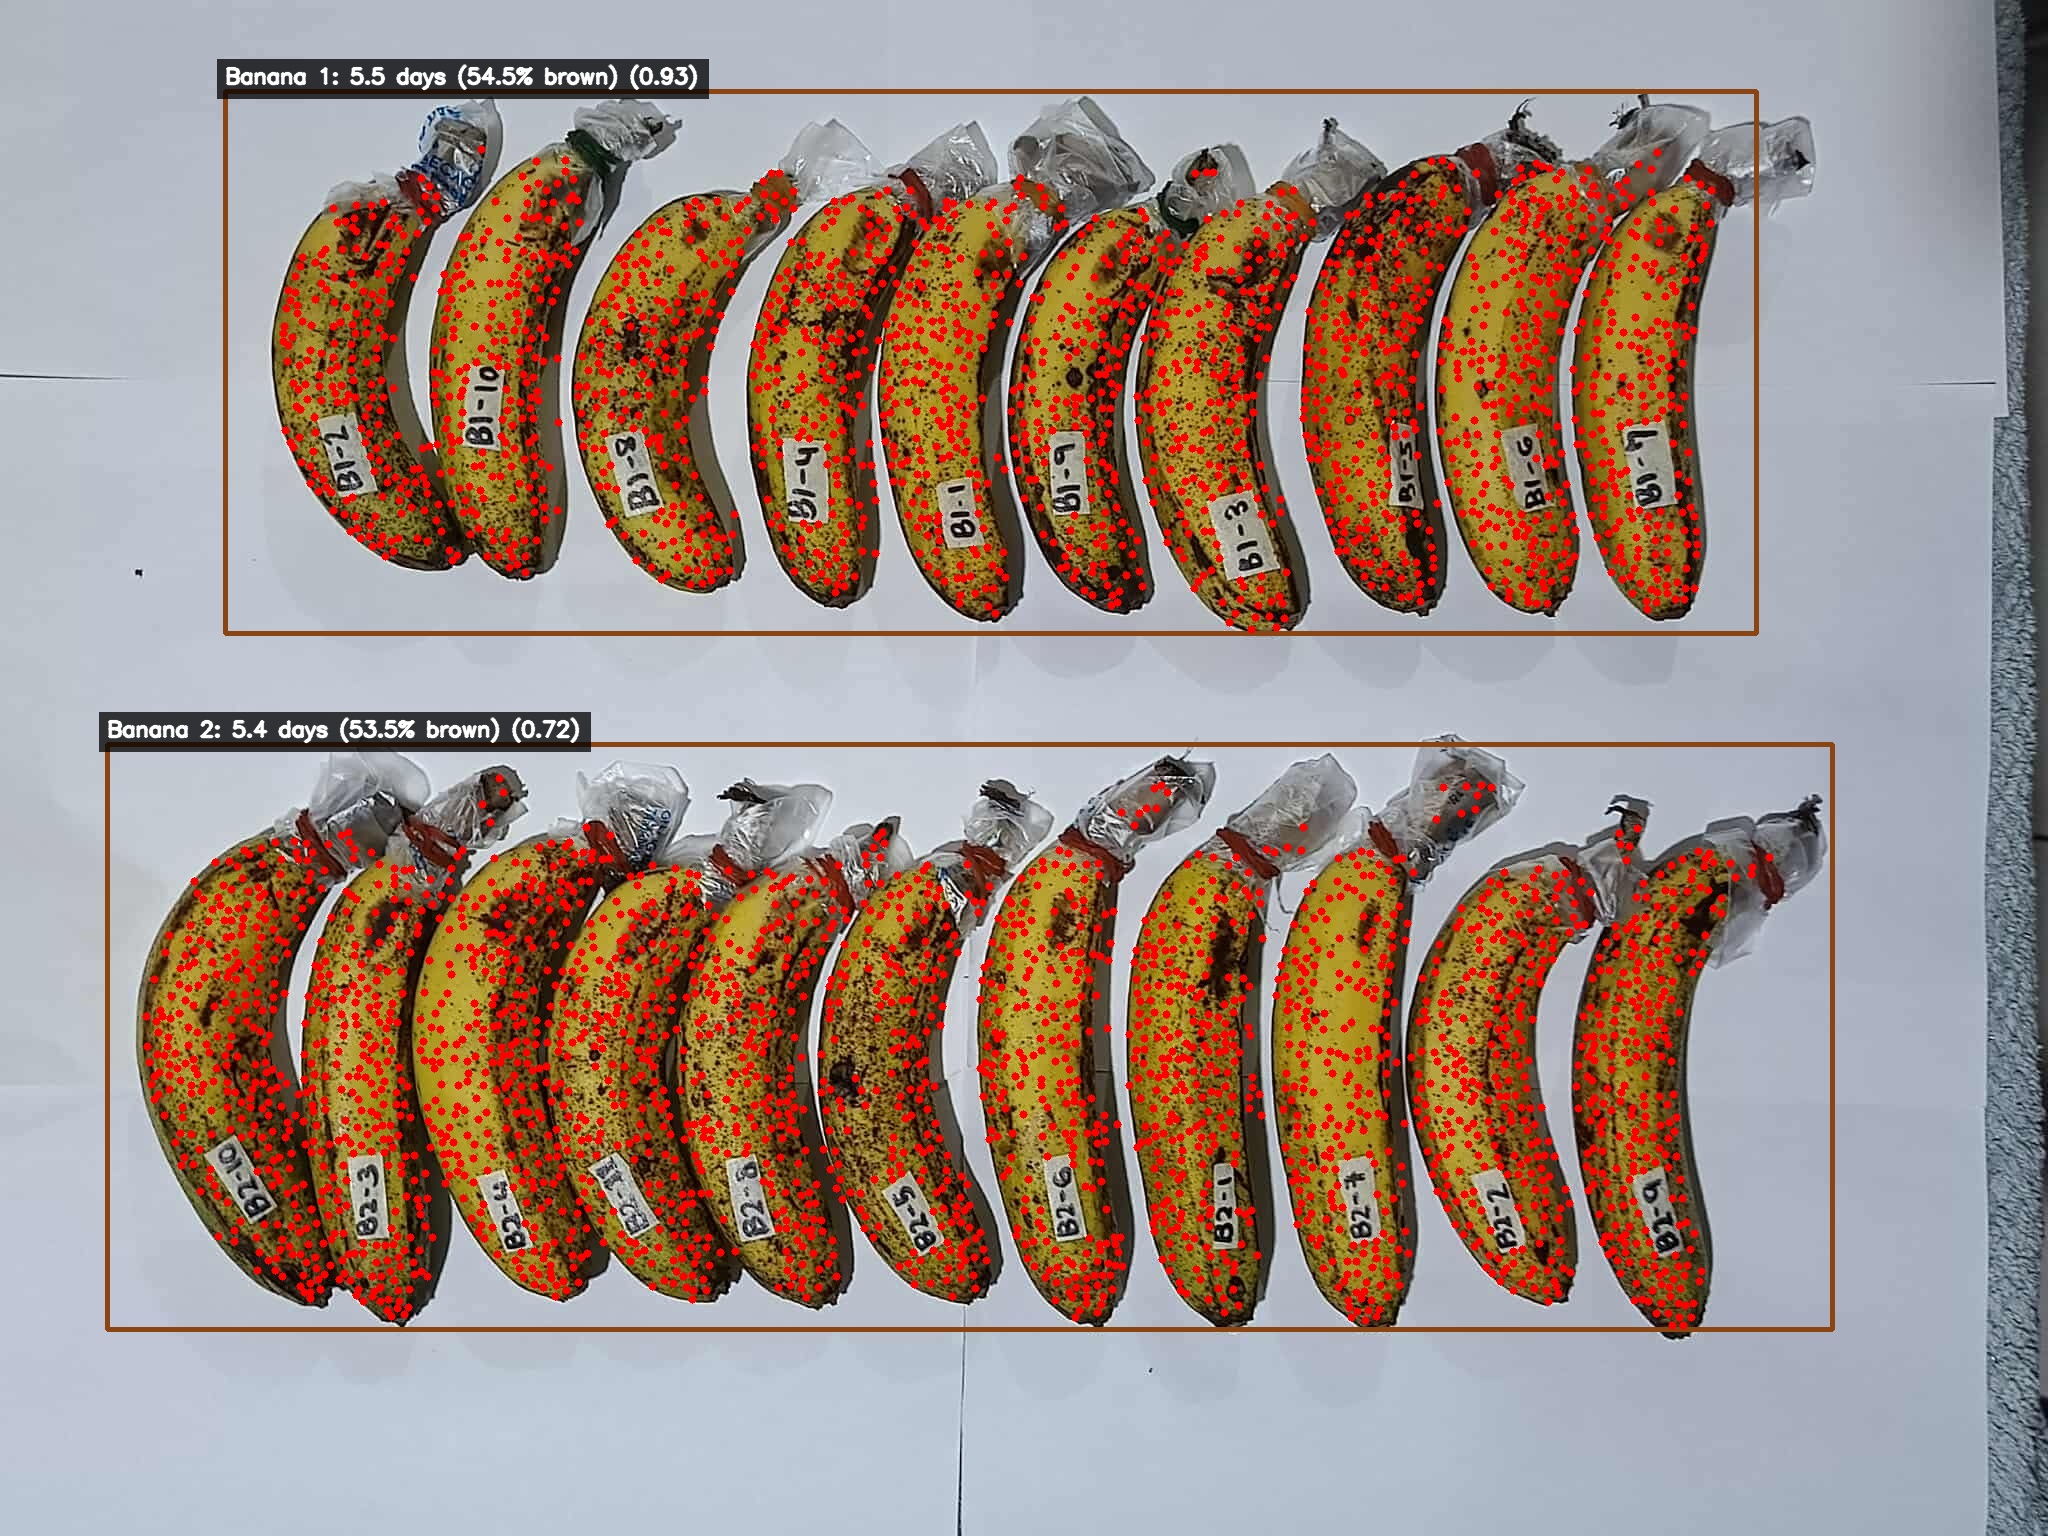 Banana 1: 5.5 days (54.5% brown) (0.93)
B1-2
B1-10
B1-8
B1-4
B1-1
B1-9
B1-3
B1-5
B1-6
Banana 2: 5.4 days (53.5% brown) (0.72)
B2-10
B2-3
B2-4
B2-8
B2-5
B2-6
B2-1
B2-7
B2-2
B2-9